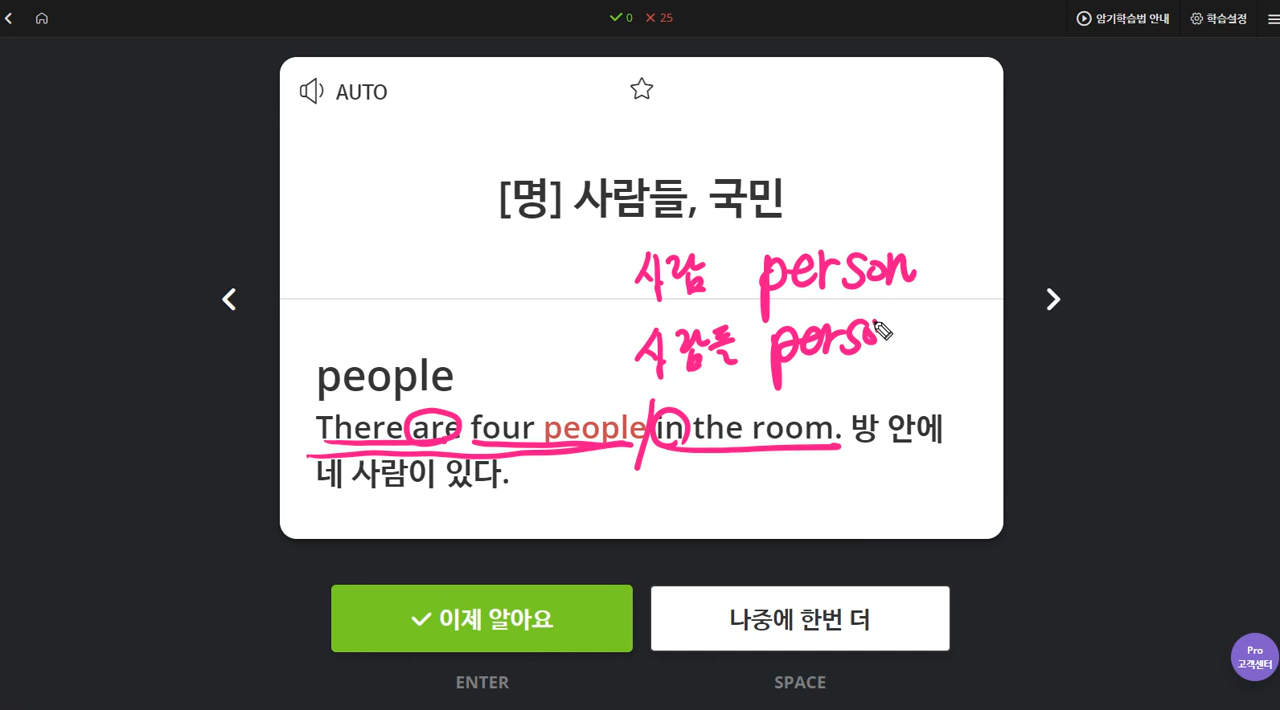 0 25 암기학습법 안내 학습설정
AUTO
[명] 사람들, 국민
사람 person
사람들 perso
people
There are four people in the room. 방 안에
네 사람이 있다.
이제 알아요 나중에 한번 더
Pro
고객센터
ENTER SPACE